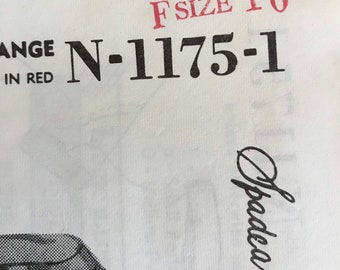 F SIZE 16
ANGE N-1175-1
IN RED
Spadea